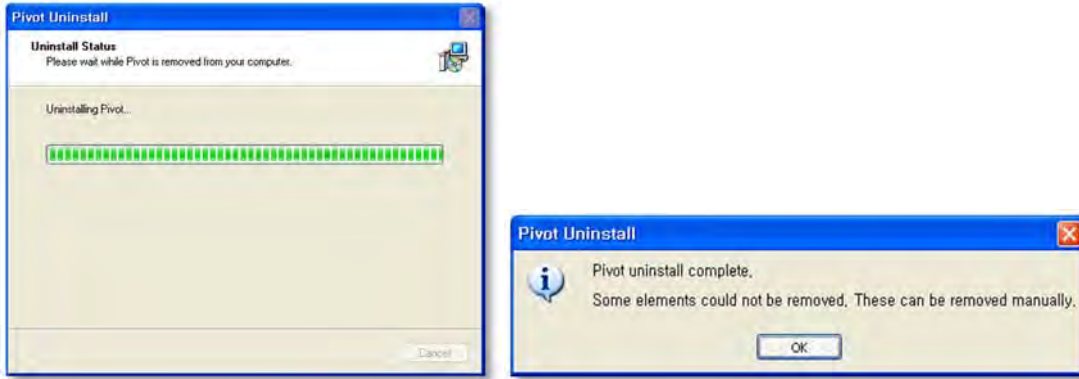 Pivot Uninstall
Uninstall Status
Please wait while Pivot is removed from your computer.
Uninstalling Pivot...
Cancel
Pivot Uninstall
Pivot uninstall complete.
Some elements could not be removed. These can be removed manually.
OK